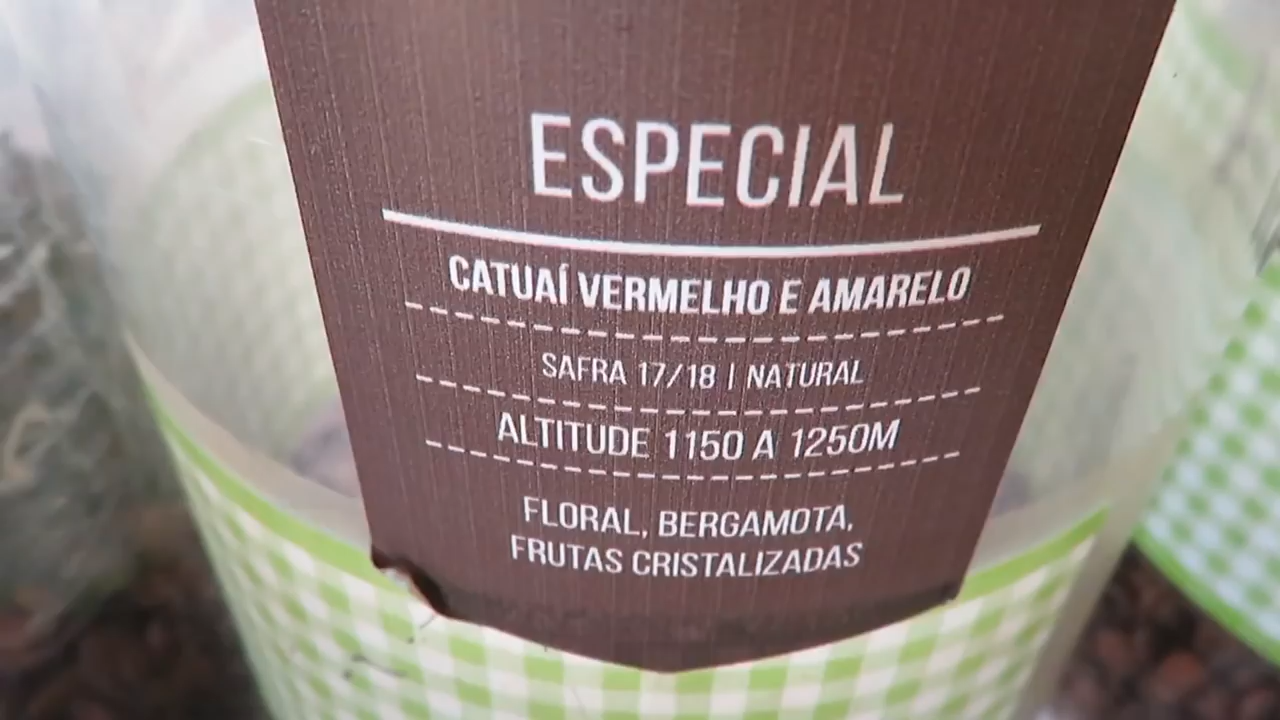 ESPECIAL
CATUAÍ VERMELHO E AMARELO
SAFRA 17/18 | NATURAL
ALTITUDE 1150 A 1250M
FLORAL, BERGAMOTA,
FRUTAS CRISTALIZADAS